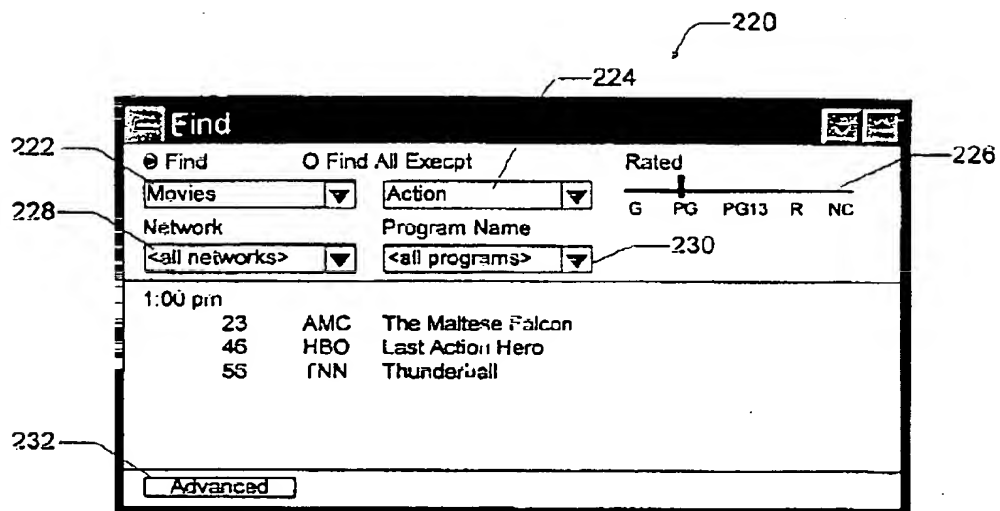 220
224
Find
222
Find Find All Execpt Rated
226
Movies Action
G PG PG13 R NC
228
Network Program Name
<all networks> <all programs>
230
1:00 pm
23 AMC The Maltese Falcon
46 HBO Last Action Hero
55 TNN Thunderball
232
Advanced